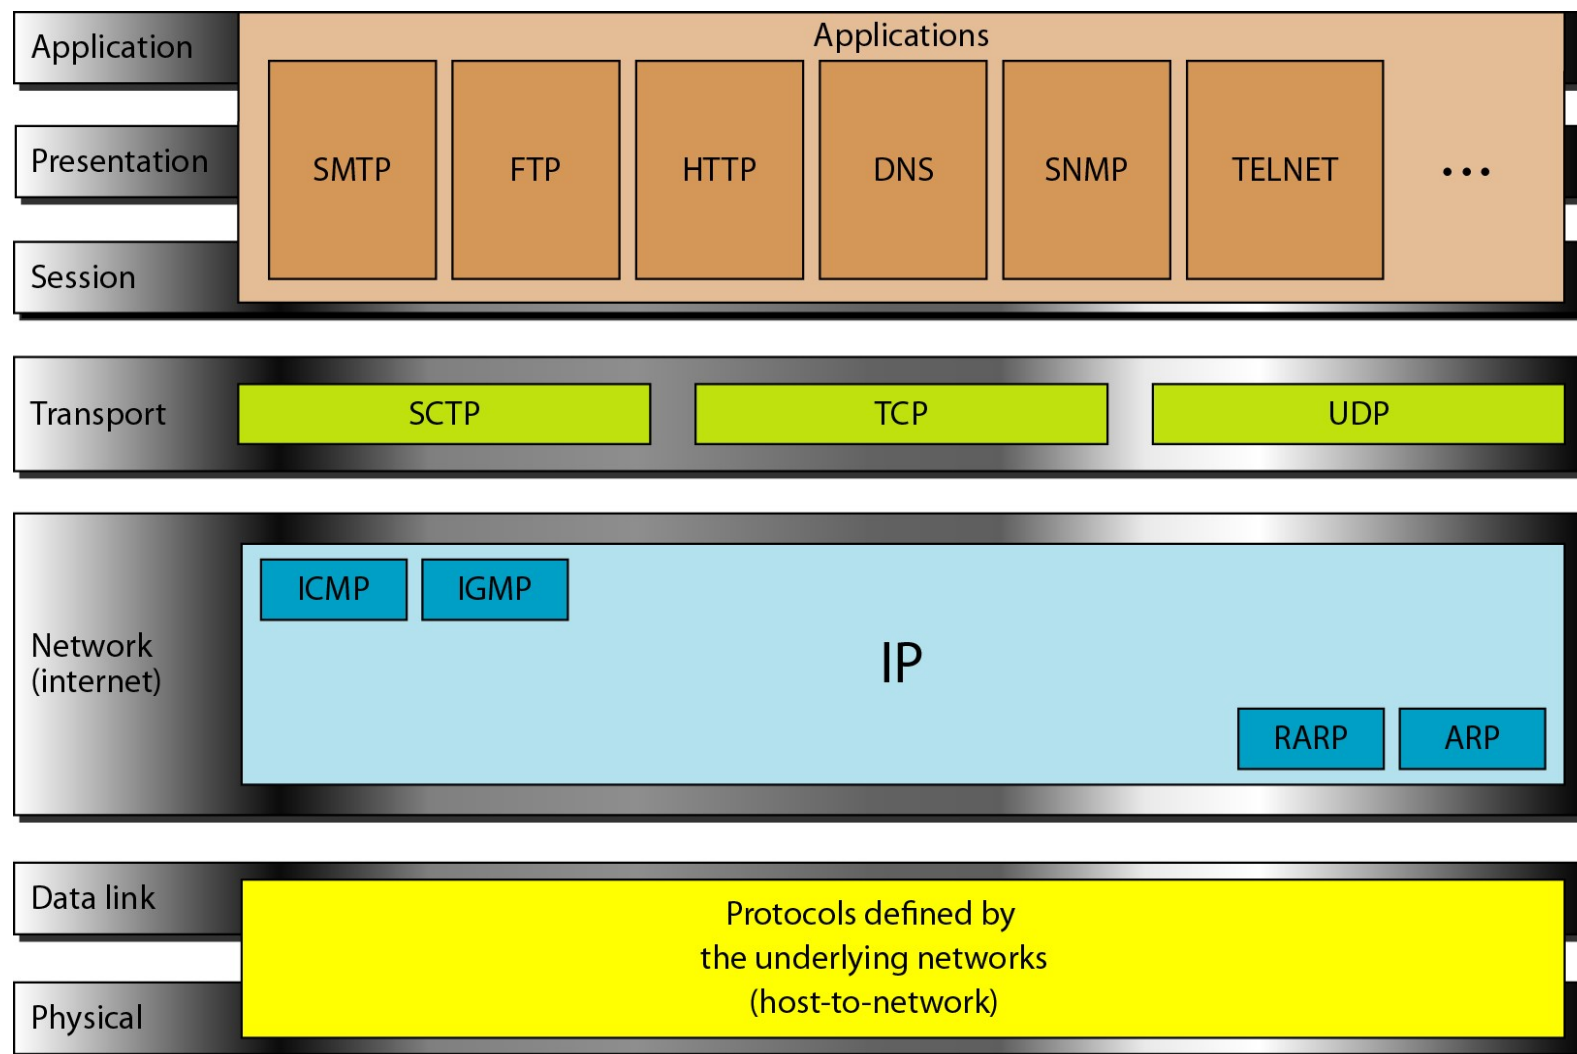 Application
Applications
Presentation
SMTP
FTP
HTTP
DNS
SNMP
TELNET
...
Session
Transport
SCTP
TCP
UDP
Network
(internet)
ICMP
IGMP
IP
RARP
ARP
Data link
Protocols defined by
the underlying networks
(host-to-network)
Physical